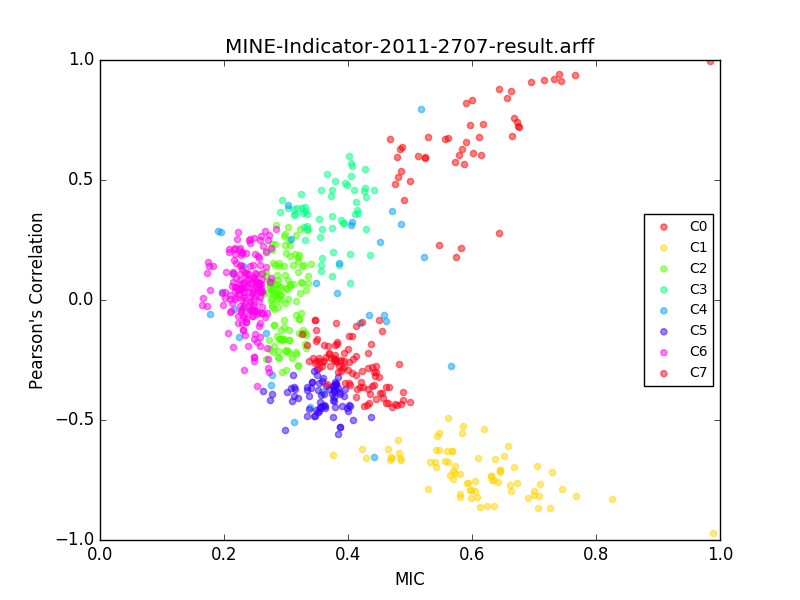 MINE-Indicator-2011-2707-result.arff
1.0
0.5
0.0
−0.5
−1.0
Pearson's Correlation
C0
C1
C2
C3
C4
C5
C6
C7
0.0 0.2 0.4 0.6 0.8 1.0
MIC